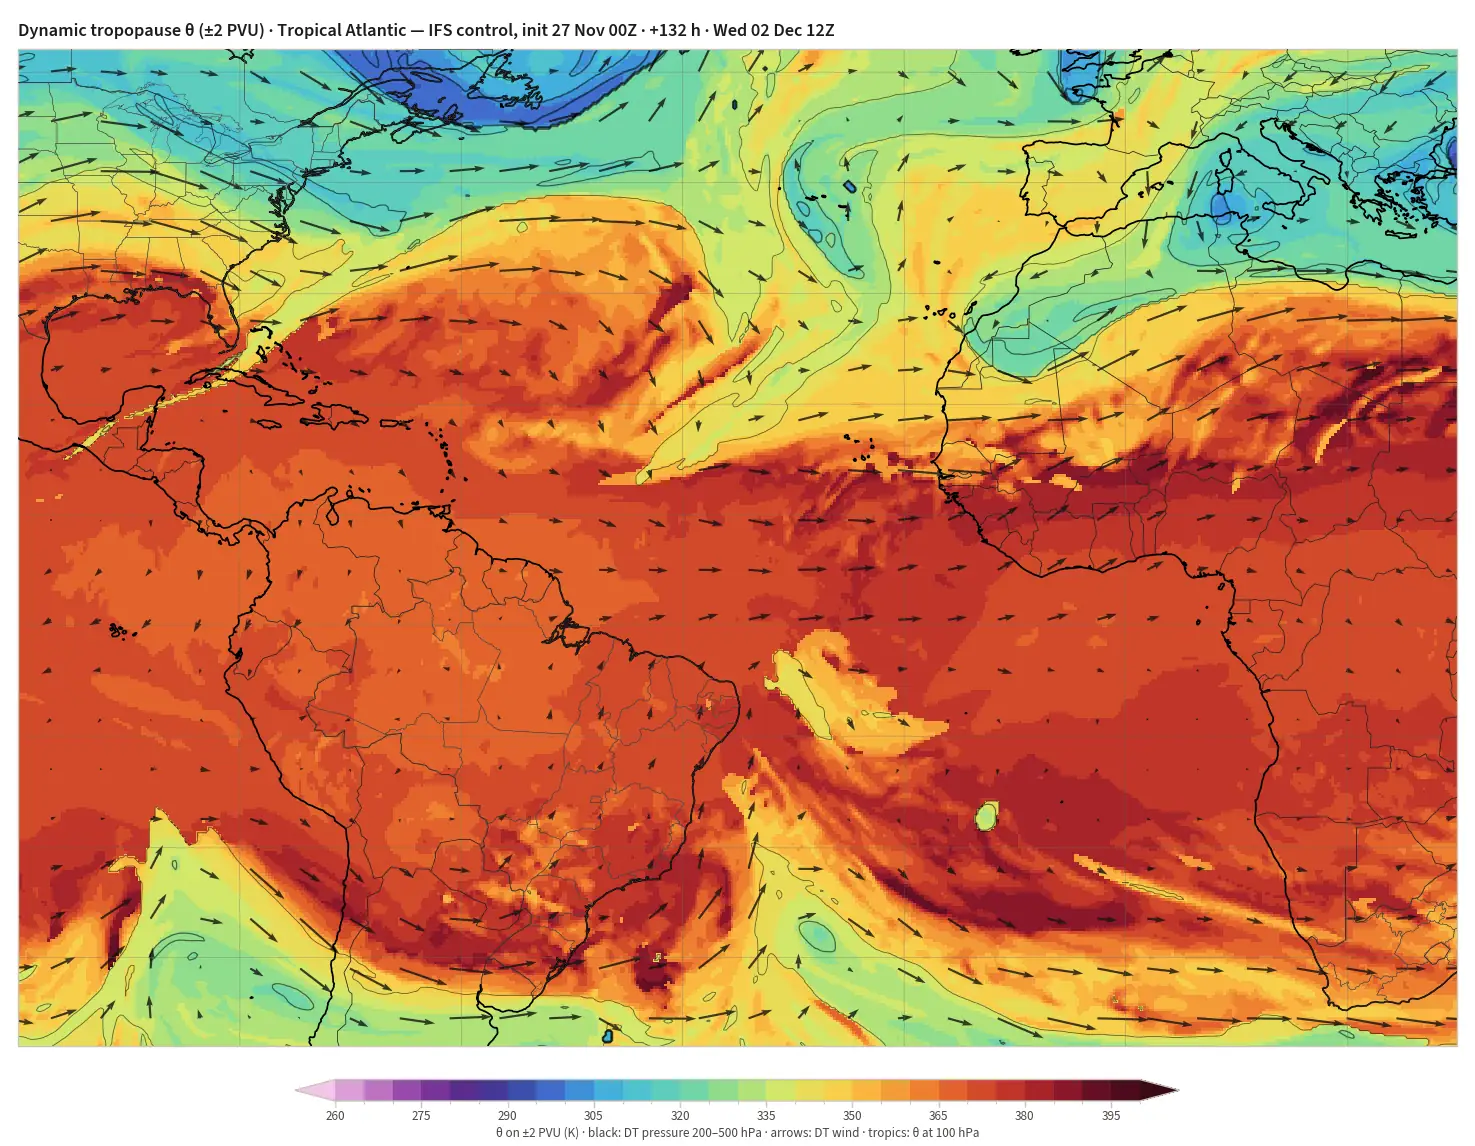 Dynamic tropopause θ (±2 PVU) · Tropical Atlantic — IFS control, init 27 Nov 00Z · +132 h · Wed 02 Dec 12Z
260 275 290 305 320 335 350 365 380 395
θ on ±2 PVU (K) · black: DT pressure 200–500 hPa · arrows: DT wind · tropics: θ at 100 hPa